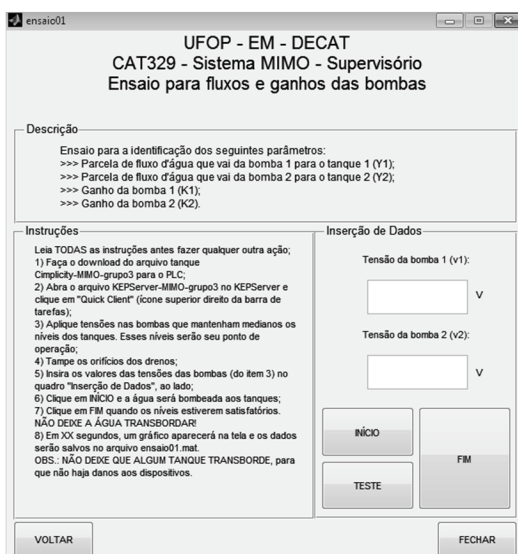 ensaio01
UFOP - EM - DECAT
CAT329 - Sistema MIMO - Supervisório
Ensaio para fluxos e ganhos das bombas
Descrição
Ensaio para a identificação dos seguintes parâmetros:
>>> Parcela de fluxo d'água que vai da bomba 1 para o tanque 1 (Y1);
>>> Parcela de fluxo d'água que vai da bomba 2 para o tanque 2 (Y2);
>>> Ganho da bomba 1 (K1);
>>> Ganho da bomba 2 (K2).
Instruções
Leia TODAS as instruções antes fazer qualquer outra ação;
1) Faça o download do arquivo tanque
Cimplicity-MIMO-grupo3 para o PLC;
2) Abra o arquivo KEPServer-MIMO-grupo3 no KEPServer e
clique em "Quick Client" (ícone superior direito da barra de
tarefas);
3) Aplique tensões nas bombas que mantenham medianos os
níveis dos tanques. Esses níveis serão seu ponto de
operação;
4) Tampe os orifícios dos drenos;
5) Insira os valores das tensões das bombas (do item 3) no
quadro "Inserção de Dados", ao lado;
6) Clique em INÍCIO e a água será bombeada aos tanques;
7) Clique em FIM quando os níveis estiverem satisfatórios.
NÃO DEIXE A ÁGUA TRANSBORDAR!
8) Em XX segundos, um gráfico aparecerá na tela e os dados
serão salvos no arquivo ensaio01.mat.
OBS.: NÃO DEIXE QUE ALGUM TANQUE TRANSBORDE, para
que não haja danos aos dispositivos.
Inserção de Dados
Tensão da bomba 1 (v1):
V
Tensão da bomba 2 (v2):
V
INÍCIO
FIM
TESTE
VOLTAR
FECHAR